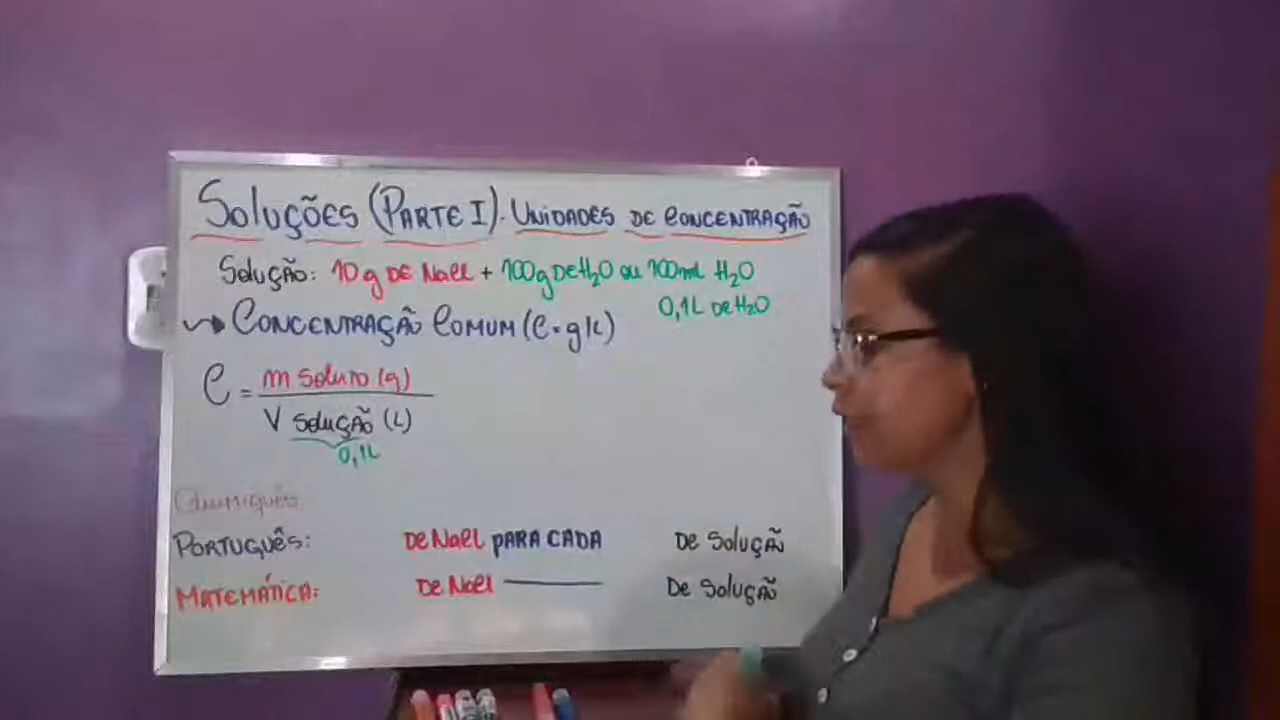 Soluções (Parte I). Unidades de Concentração
Solução: 10g de NaCl + 100g De H₂O ou 100ml H₂O
0,1L De H₂O
Concentração Comum (C = g/L)
C = m soluto (g)
V solução (L)
0,1L
Quimiquês:
Português: De NaCl para cada De solução
Matemática: De NaCl ——— De solução